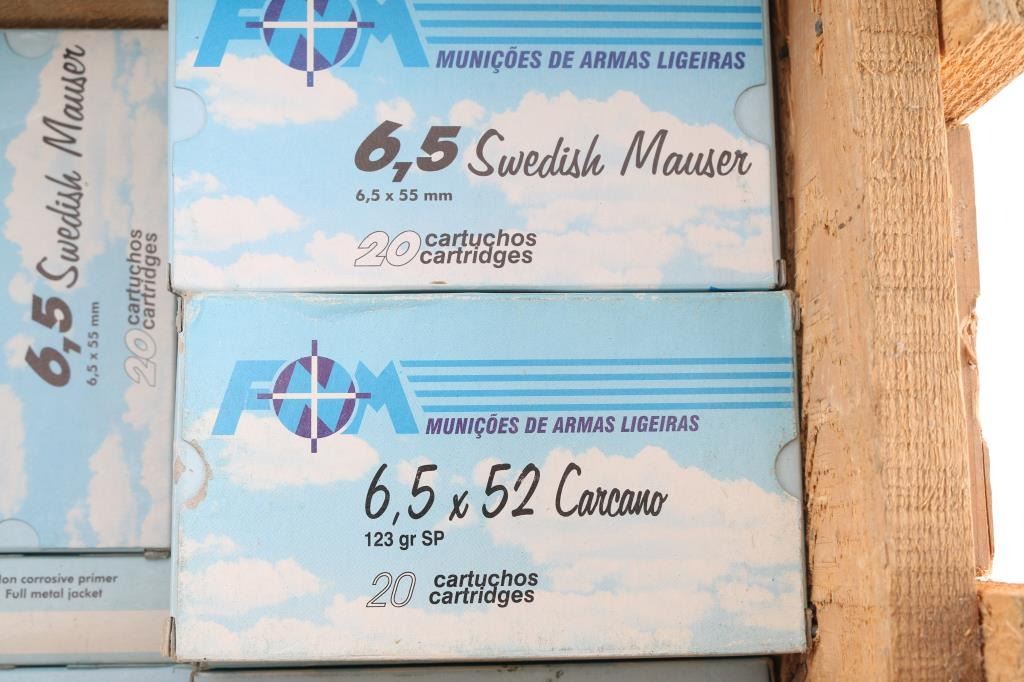 FNM
MUNIÇÕES DE ARMAS LIGEIRAS
6,5 Swedish Mauser
6,5 x 55 mm
20 cartuchos
cartridges
FNM
MUNIÇÕES DE ARMAS LIGEIRAS
6,5 x 52 Carcano
123 gr SP
20 cartuchos
cartridges
6,5 Swedish Mauser
6,5 x 55 mm
20 cartuchos
cartridges
corrosive primer
Full metal jacket